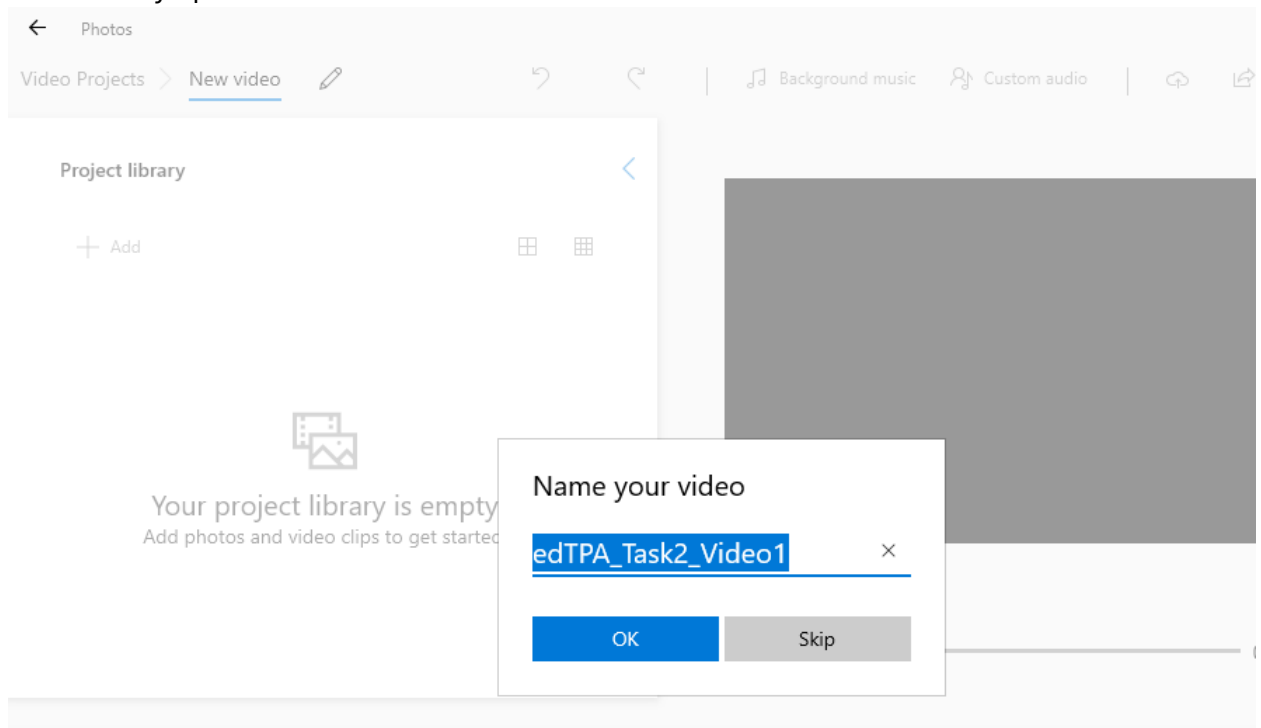 Photos
Video Projects New video Background music Custom audio
Project library
Add
Your project library is empty
Add photos and video clips to get started
Name your video
edTPA_Task2_Video1
OK Skip